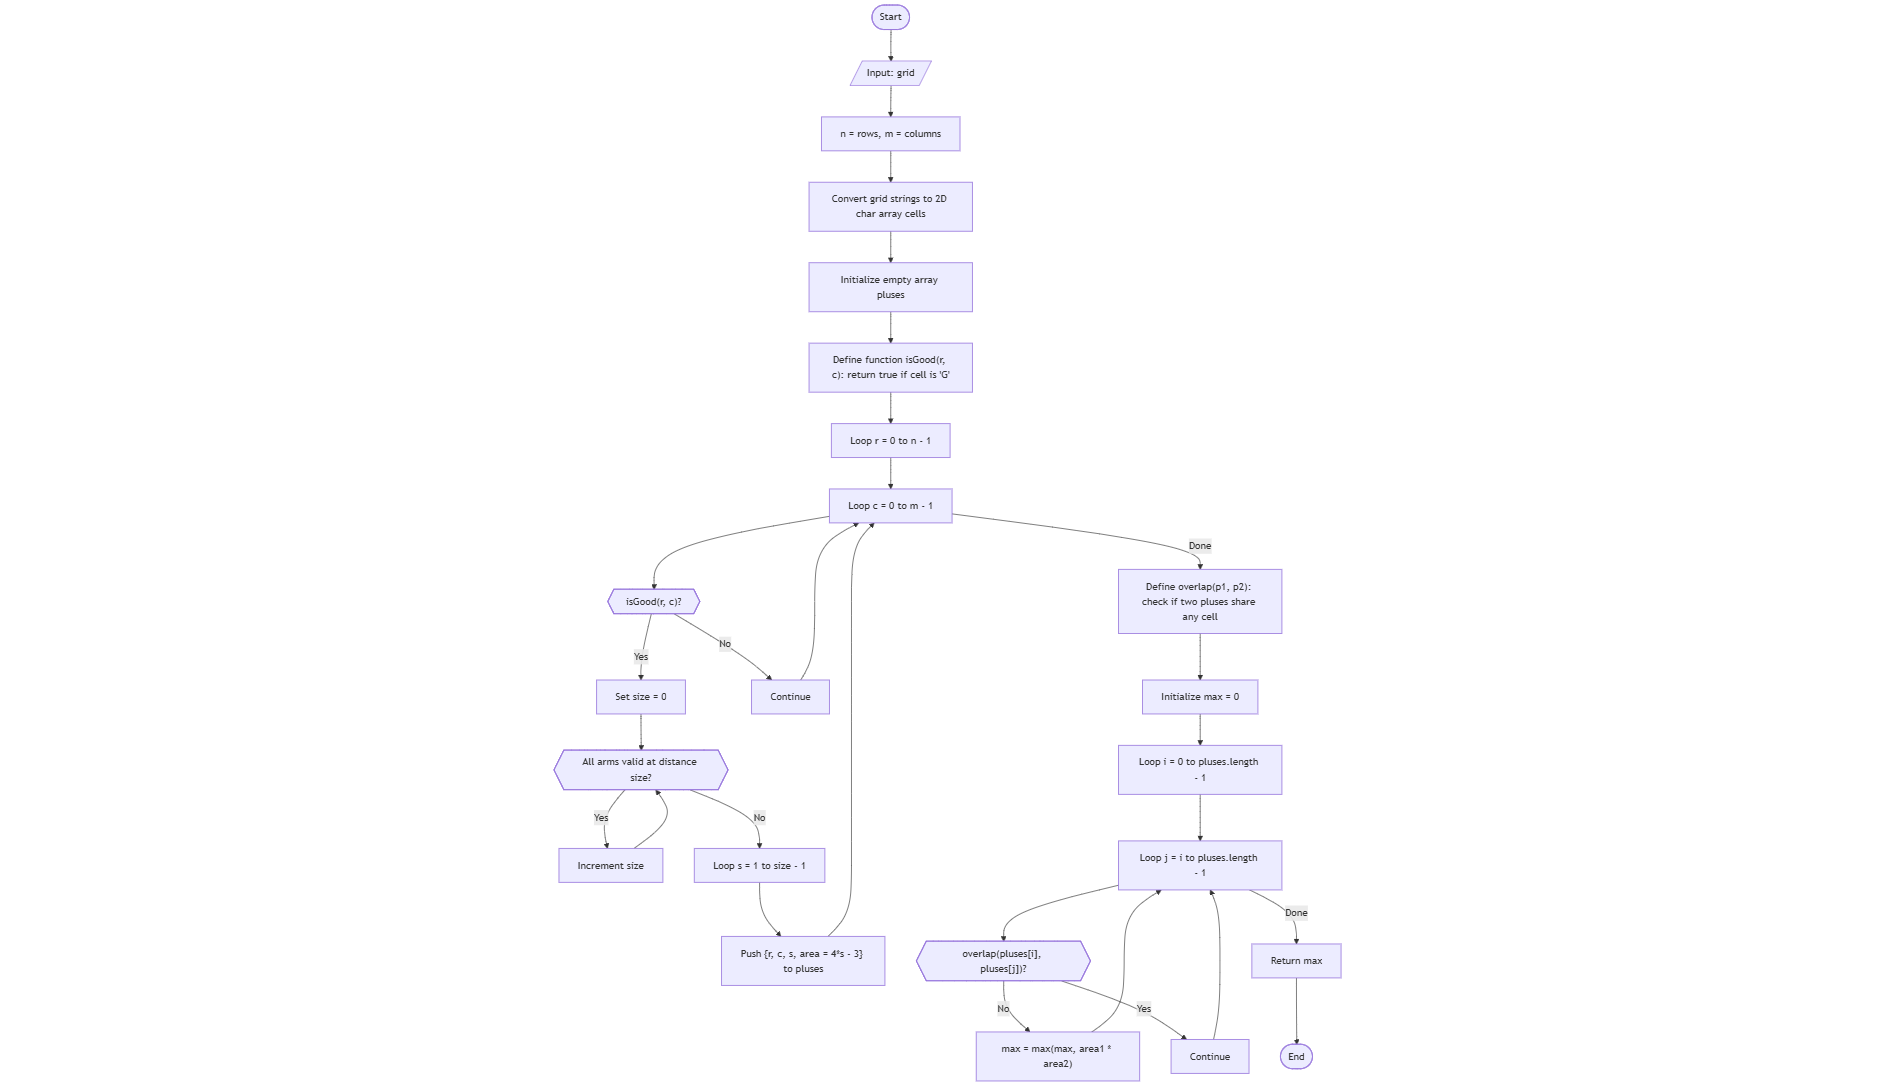 Start
Input: grid
n = rows, m = columns
Convert grid strings to 2D
char array cells
Initialize empty array
pluses
Define function isGood(r,
c): return true if cell is 'G'
Loop r = 0 to n - 1
Loop c = 0 to m - 1
Done
isGood(r, c)?
Yes
No
Set size = 0
Continue
All arms valid at distance
size?
Yes
No
Increment size
Loop s = 1 to size - 1
Push {r, c, s, area = 4*s - 3}
to pluses
Define overlap(p1, p2):
check if two pluses share
any cell
Initialize max = 0
Loop i = 0 to pluses.length
- 1
Loop j = i to pluses.length
- 1
Done
overlap(pluses[i],
pluses[j])?
Return max
No
Yes
max = max(max, area1 *
area2)
Continue
End